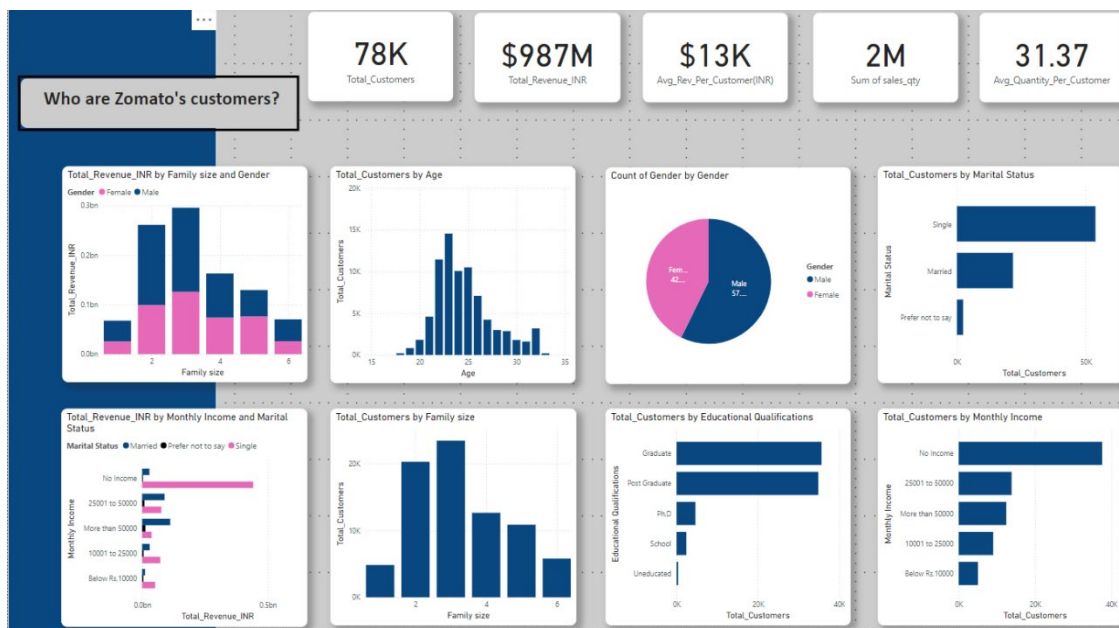 ...
78K
Total_Customers
$987M
Total_Revenue_INR
$13K
Avg_Rev_Per_Customer(INR)
2M
Sum of sales_qty
31.37
Avg_Quantity_Per_Customer
Who are Zomato's customers?
Total_Revenue_INR by Family size and Gender
Gender Female Male
0.3bn
0.2bn
0.1bn
0.0bn
Total_Revenue_INR
2 4 6
Family size
Total_Customers by Age
20K
15K
10K
5K
0K
Total_Customers
15 20 25 30 35
Age
Count of Gender by Gender
Fem...
42....
Male
57....
Gender
Male
Female
Total_Customers by Marital Status
Marital Status
Single
Married
Prefer not to say
0K 50K
Total_Customers
Total_Revenue_INR by Monthly Income and Marital
Status
Marital Status Married Prefer not to say Single
Monthly Income
No Income
25001 to 50000
More than 50000
10001 to 25000
Below Rs.10000
0.0bn 0.5bn
Total_Revenue_INR
Total_Customers by Family size
20K
10K
0K
Total_Customers
2 4 6
Family size
Total_Customers by Educational Qualifications
Educational Qualifications
Graduate
Post Graduate
Ph.D
School
Uneducated
0K 20K 40K
Total_Customers
Total_Customers by Monthly Income
Monthly Income
No Income
25001 to 50000
More than 50000
10001 to 25000
Below Rs.10000
0K 20K 40K
Total_Customers